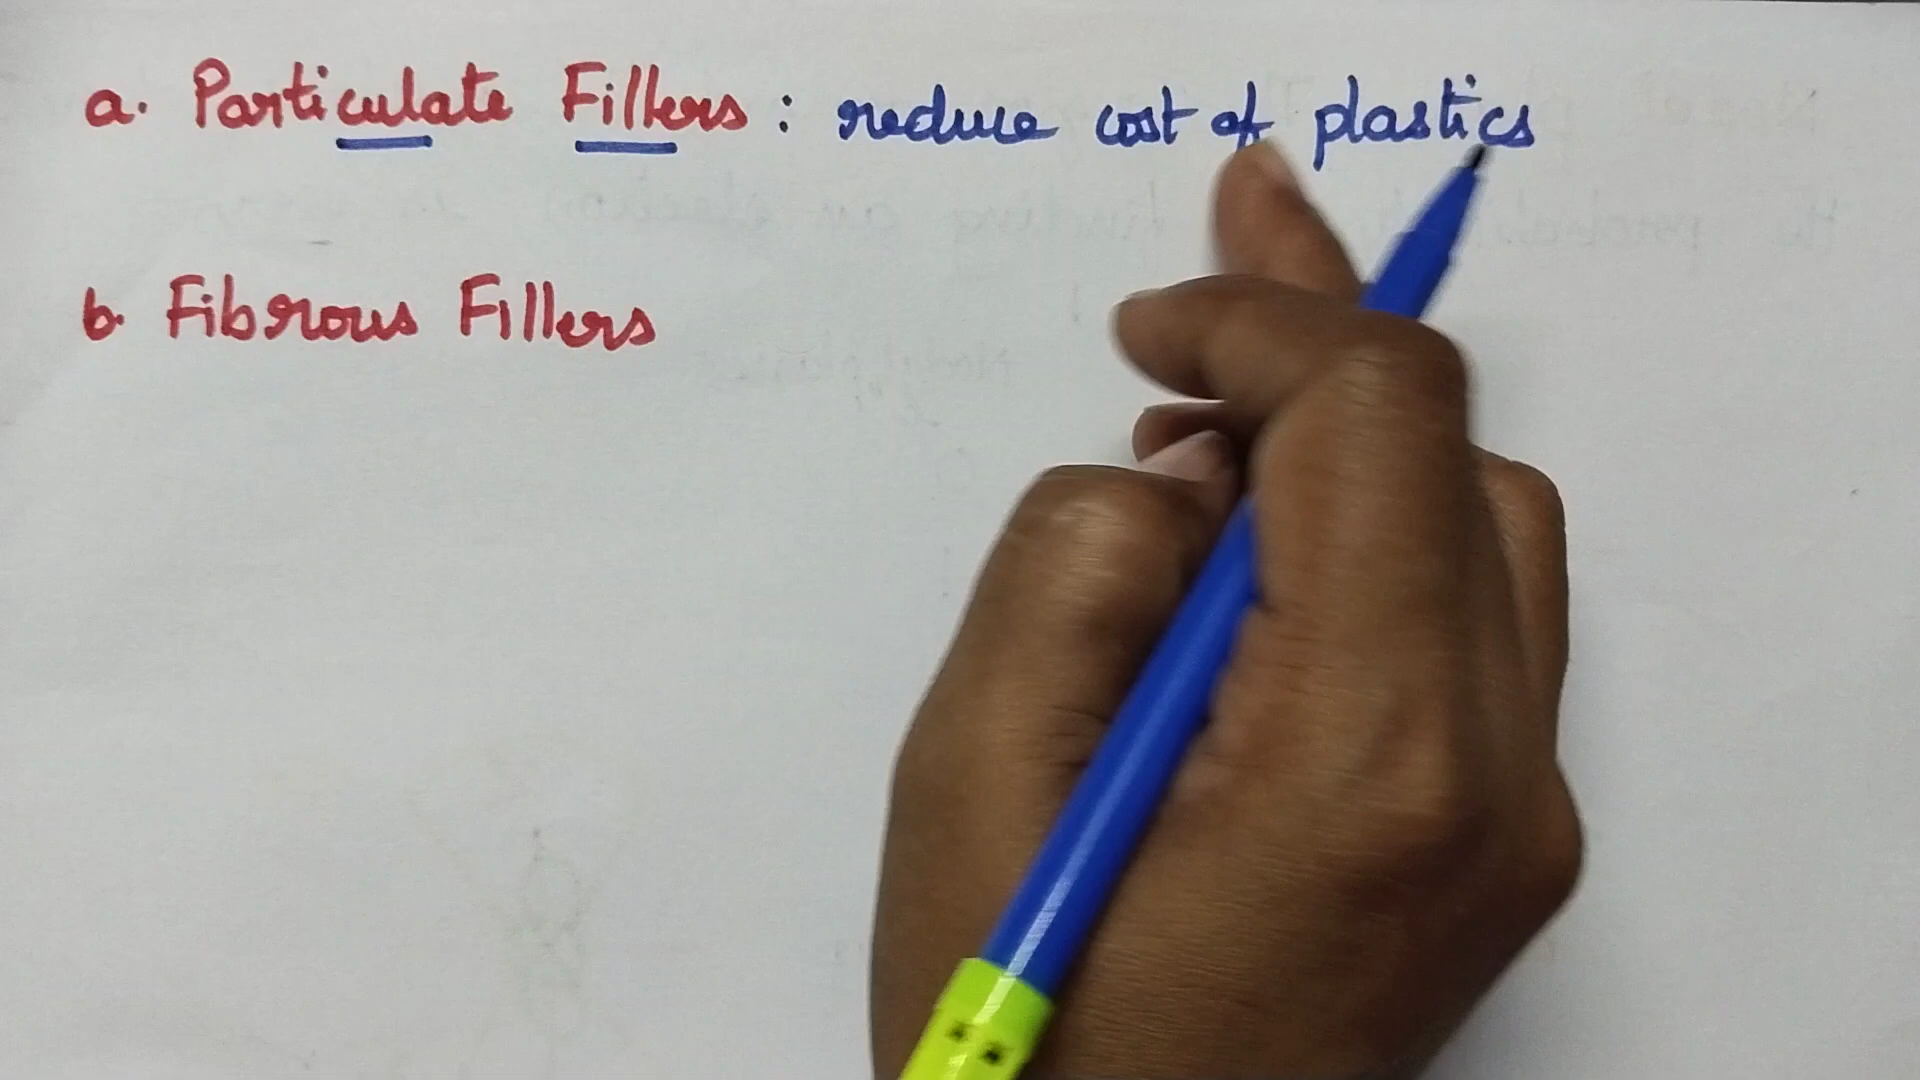 a. Particulate Fillers : reduce cost of plastics
b. Fibrous Fillers